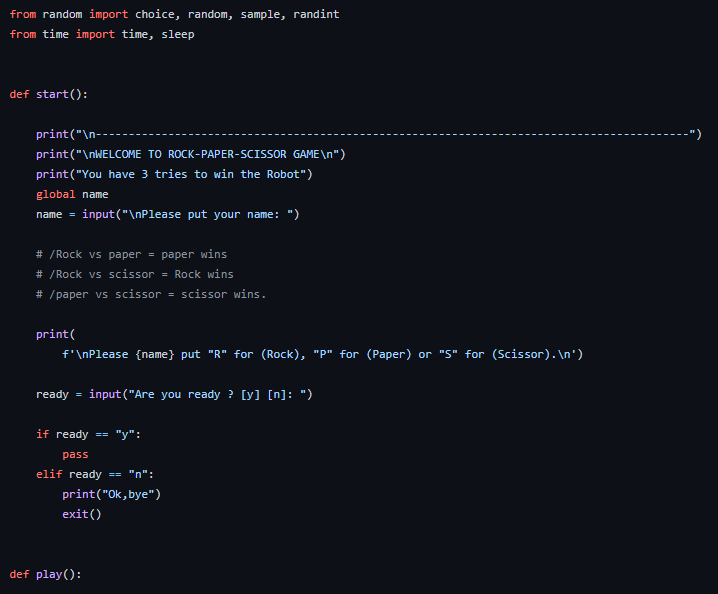 from random import choice, random, sample, randint
from time import time, sleep
def start():
print("\n------------------------------------------------------------------------------------------")
print("\nWELCOME TO ROCK-PAPER-SCISSOR GAME\n")
print("You have 3 tries to win the Robot")
global name
name = input("\nPlease put your name: ")
# /Rock vs paper = paper wins
# /Rock vs scissor = Rock wins
# /paper vs scissor = scissor wins.
print(
f'\nPlease {name} put "R" for (Rock), "P" for (Paper) or "S" for (Scissor).\n')
ready = input("Are you ready ? [y] [n]: ")
if ready == "y":
pass
elif ready == "n":
print("Ok,bye")
exit()
def play():